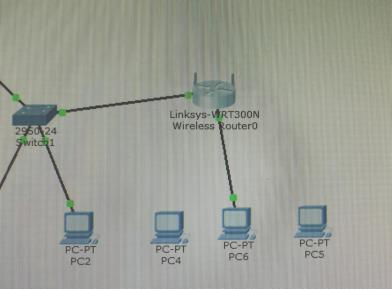 Linksys-WRT300N
Wireless Router0
2950-24
Switch1
PC-PT
PC2
PC-PT
PC4
PC-PT
PC6
PC-PT
PC5